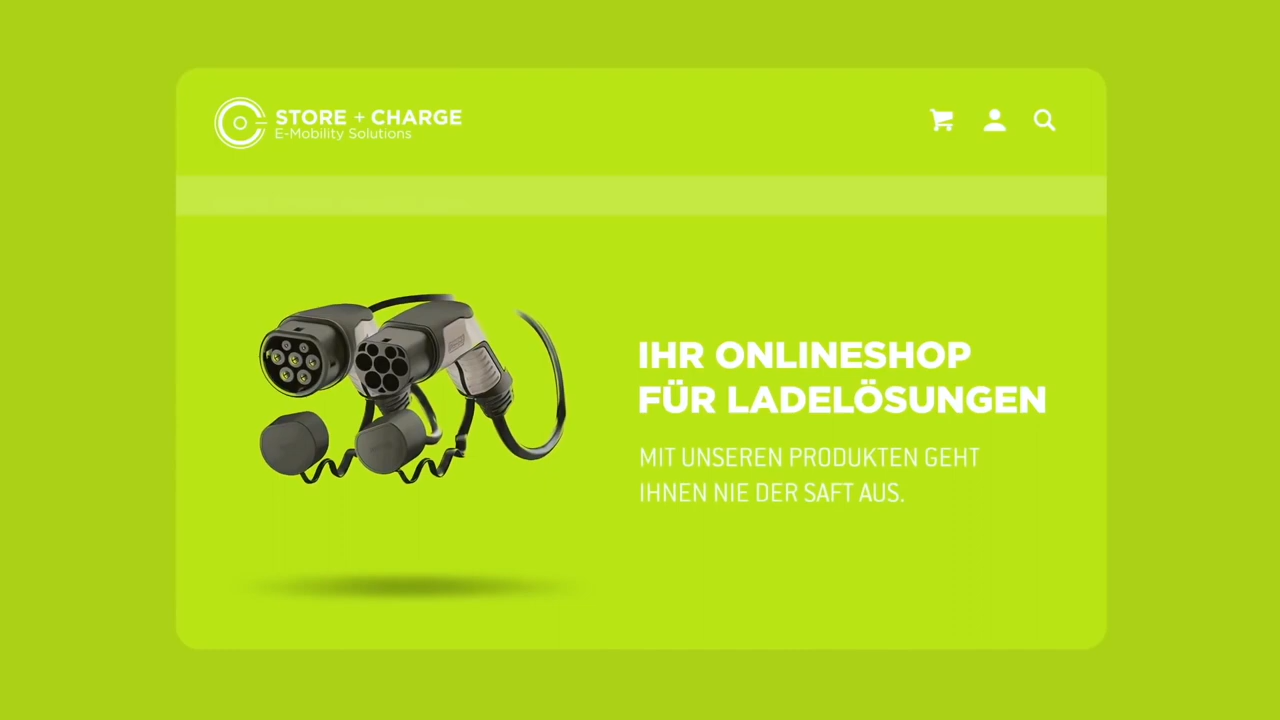 STORE + CHARGE
E-Mobility Solutions
IHR ONLINESHOP
FÜR LADELÖSUNGEN
MIT UNSEREN PRODUKTEN GEHT
IHNEN NIE DER SAFT AUS.